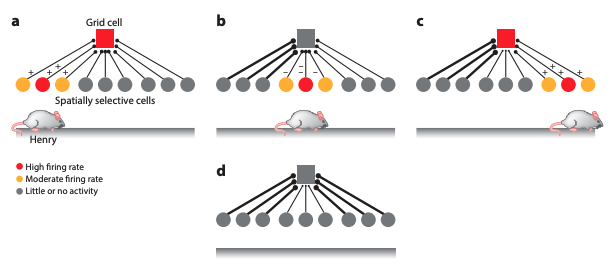 a
Grid cell
b
c
+ + + +
− − −
+ + + +
Spatially selective cells
Henry
High firing rate
Moderate firing rate
Little or no activity
d